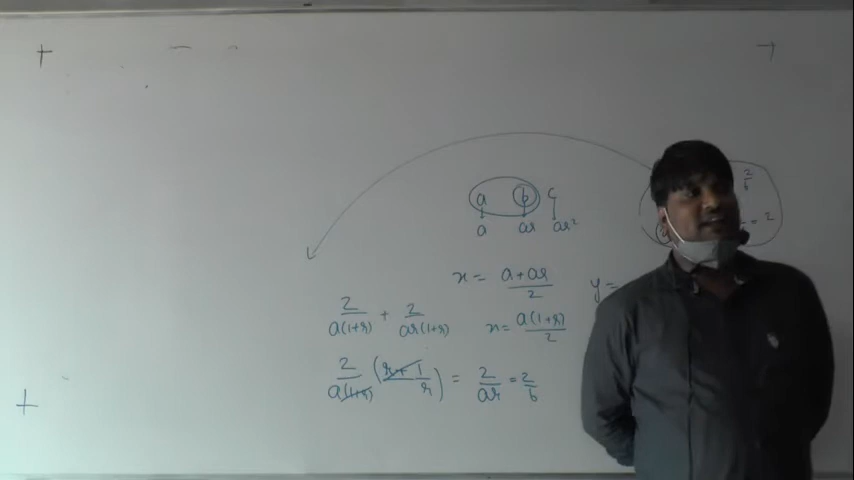 a b c
a ar ar²
2/b
= 2
x = (a + ar)/2
y =
2/(a(1+r)) + 2/(ar(1+r))
x = a(1+r)/2
2/(a(1+r)) ((r+1)/r) = 2/ar = 2/b